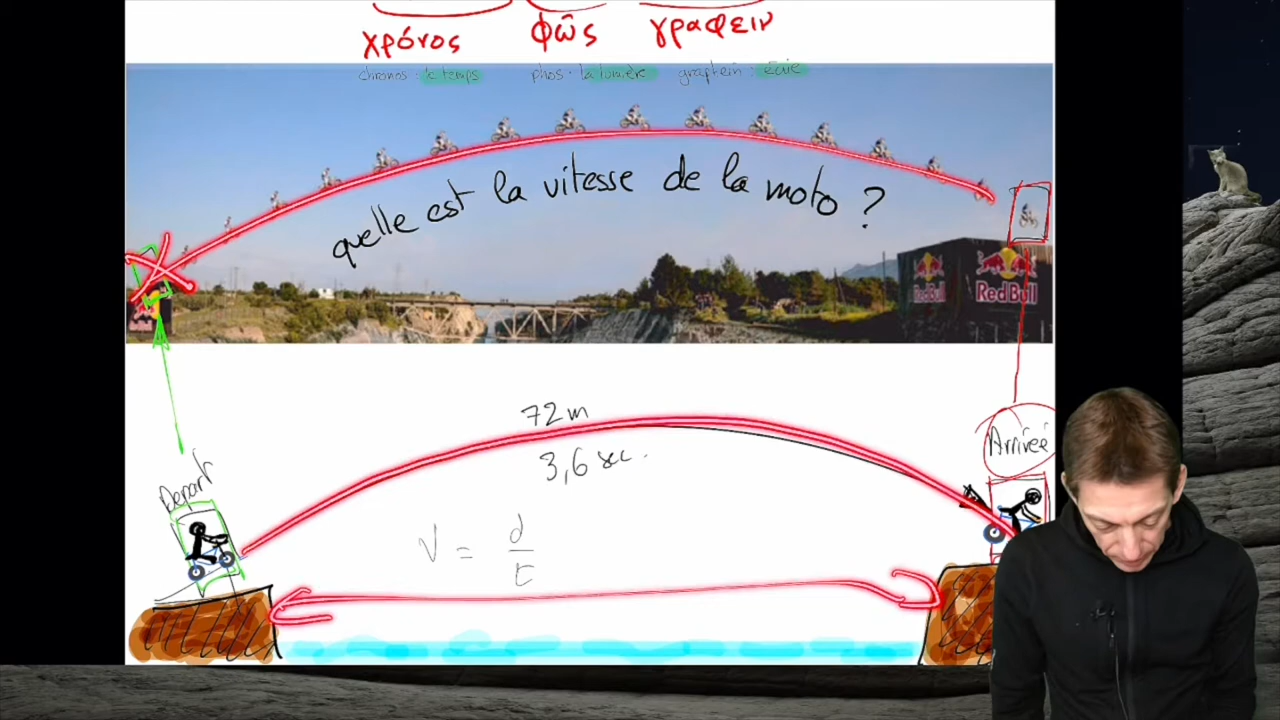 χρόνος φῶς γραφειν
chronos : le temps phos : la lumière graphein : écrire
quelle est la vitesse de la moto ?
RedBull RedBull
72 m
Arrivée
3,6 sec.
Départ
V = d
t